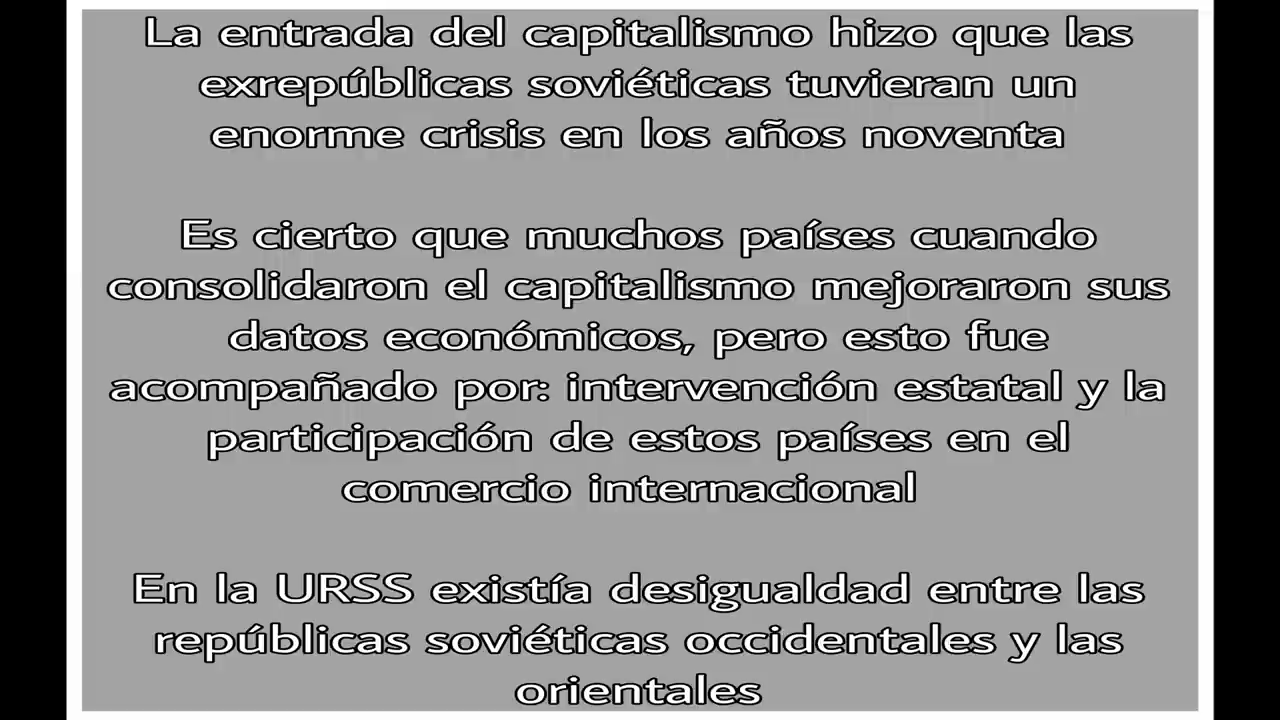 La entrada del capitalismo hizo que las
exrepúblicas soviéticas tuvieran un
enorme crisis en los años noventa
Es cierto que muchos países cuando
consolidaron el capitalismo mejoraron sus
datos económicos, pero esto fue
acompañado por: intervención estatal y la
participación de estos países en el
comercio internacional
En la URSS existía desigualdad entre las
repúblicas soviéticas occidentales y las
orientales